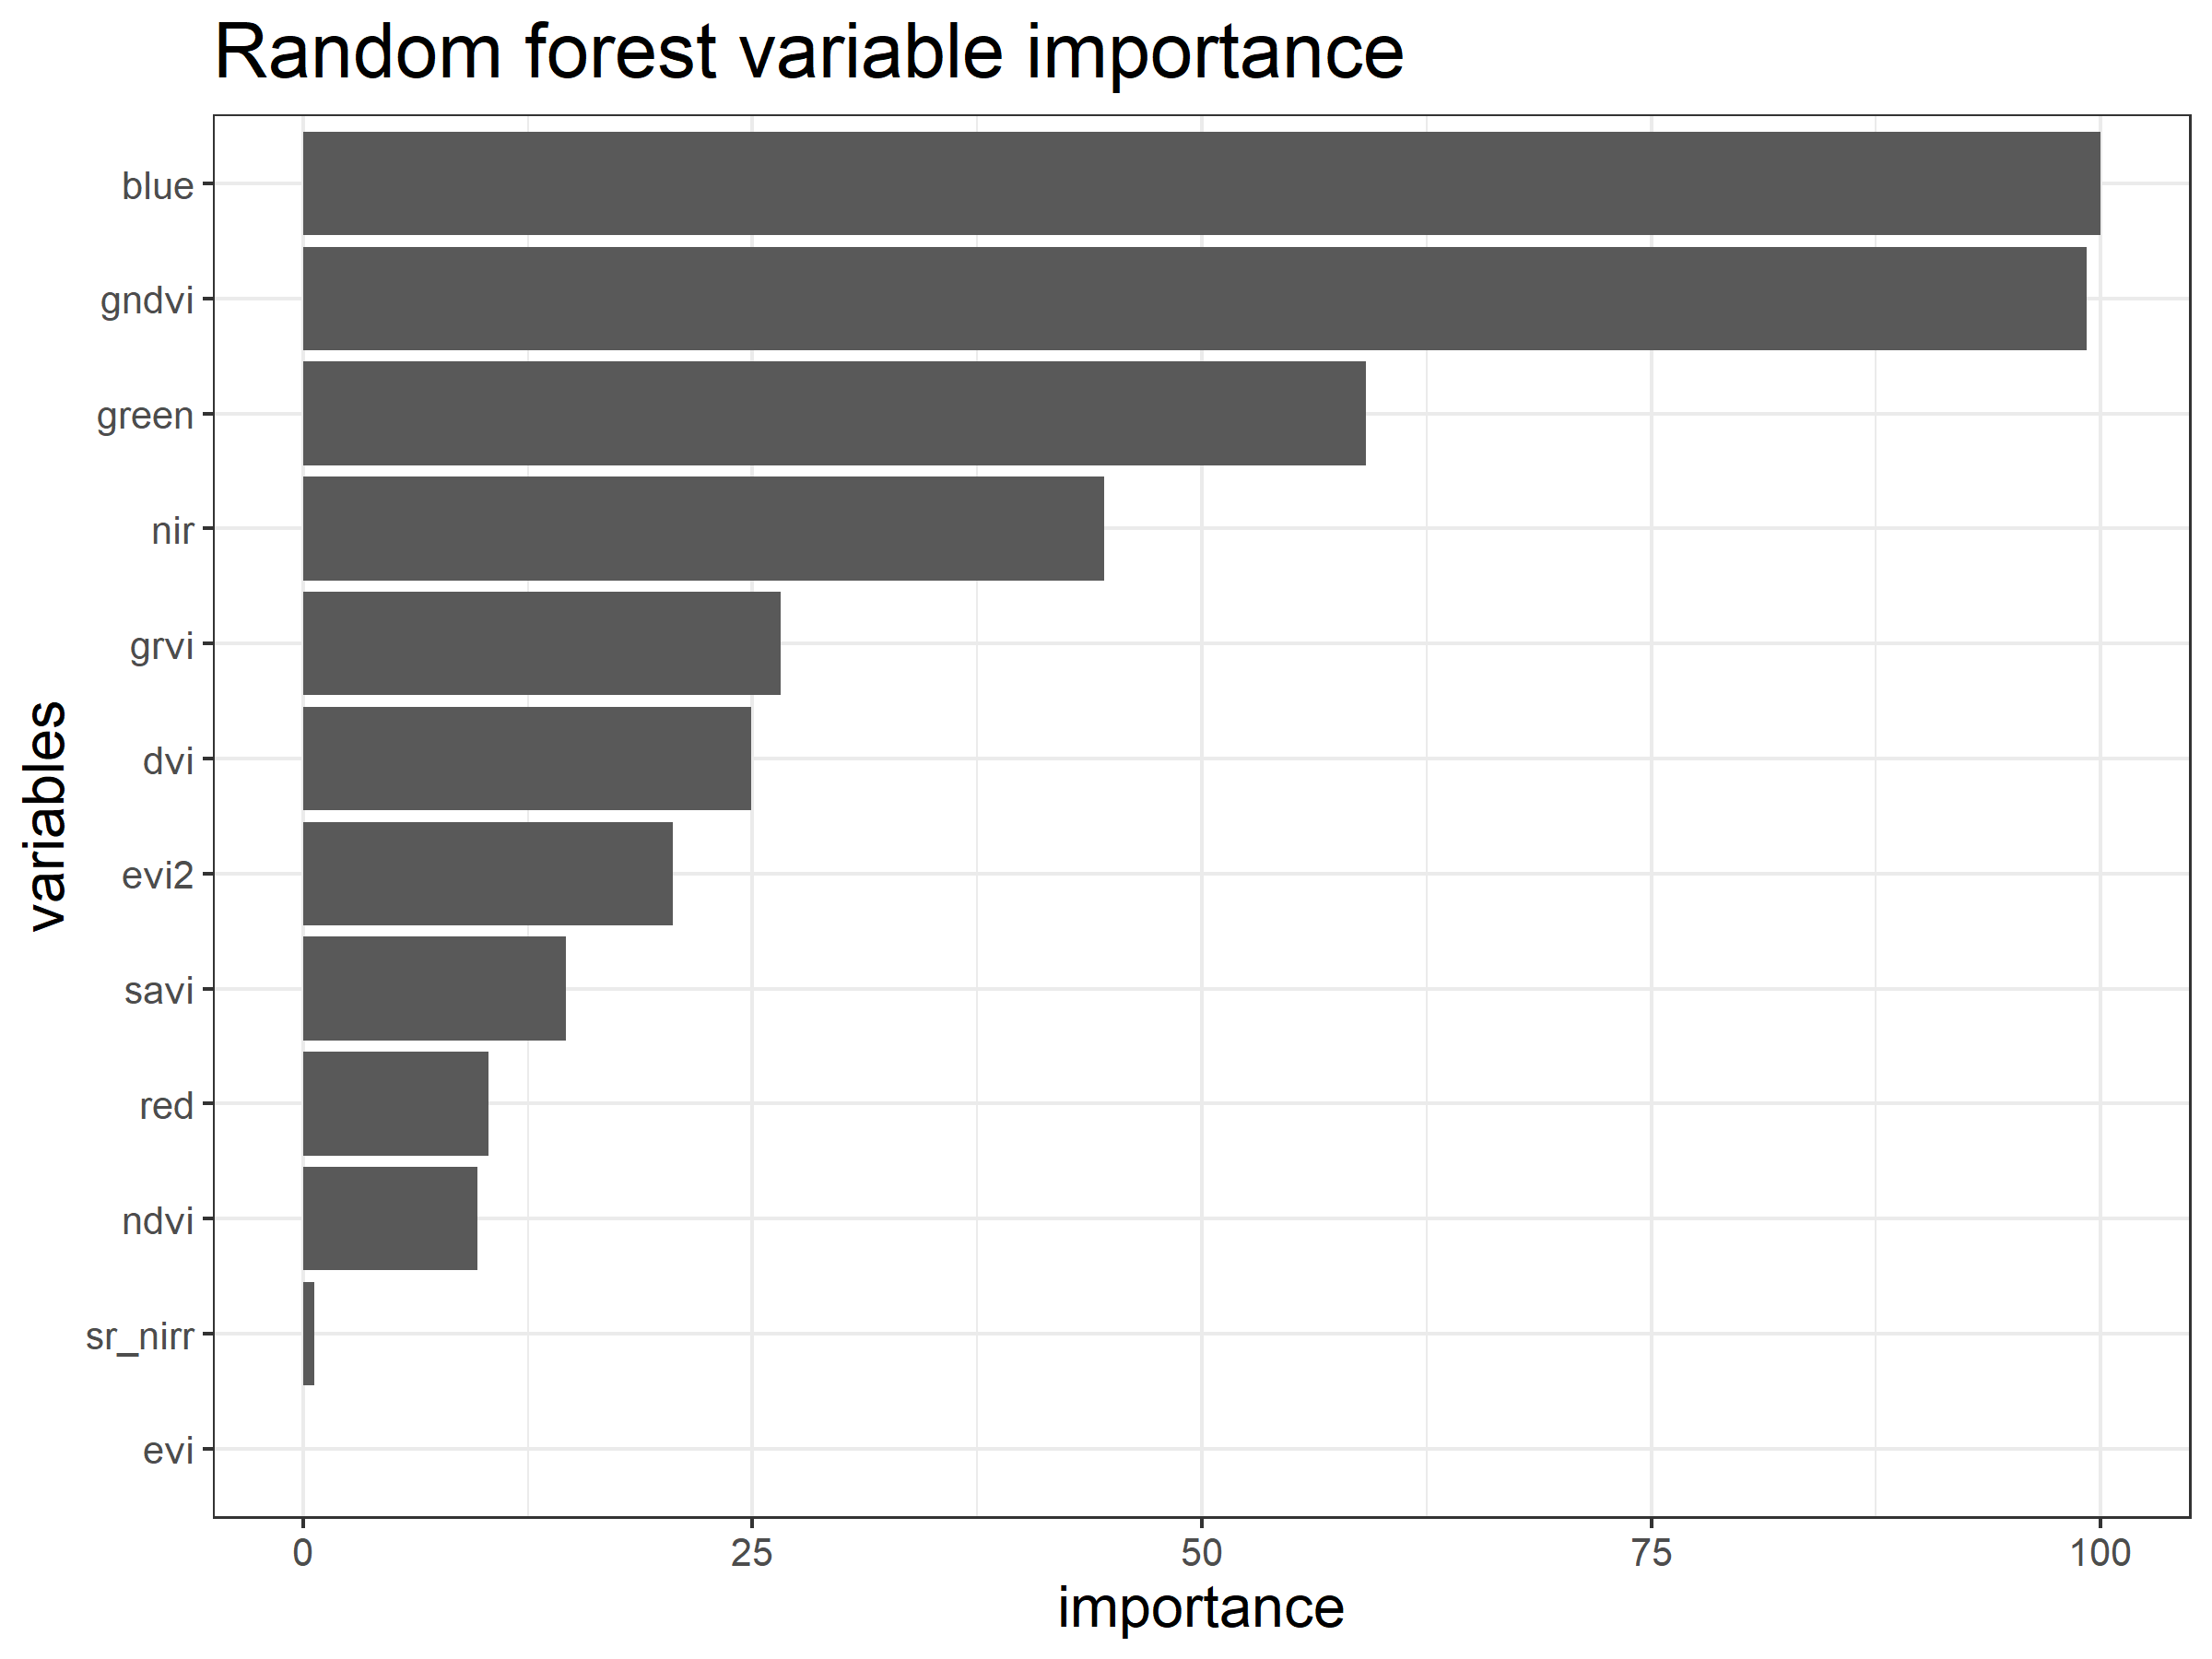 Random forest variable importance
blue
gndvi
green
nir
grvi
dvi
evi2
savi
red
ndvi
sr_nirr
evi
variables
0 25 50 75 100
importance